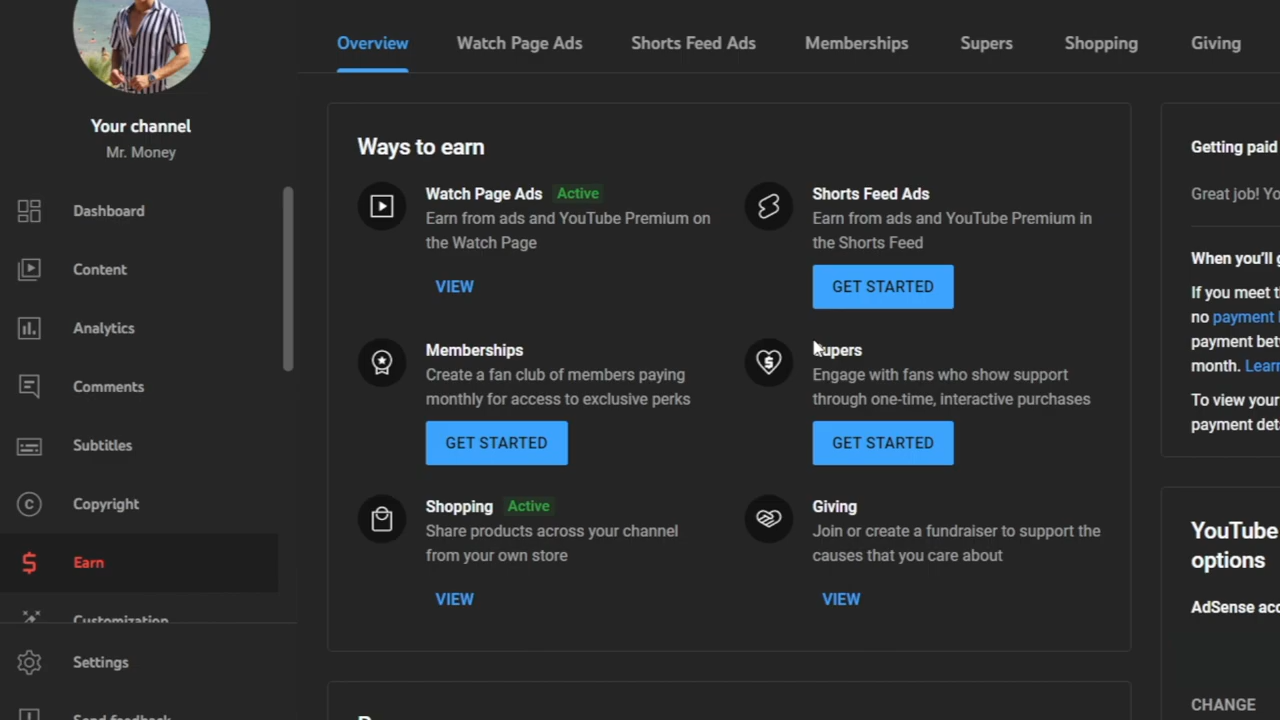 Overview
Watch Page Ads
Shorts Feed Ads
Memberships
Supers
Shopping
Giving
Your channel
Mr. Money
Dashboard
Content
Analytics
Comments
Subtitles
Copyright
Earn
Customization
Settings
Send feedback
Ways to earn
Watch Page Ads Active
Earn from ads and YouTube Premium on
the Watch Page
VIEW
Shorts Feed Ads
Earn from ads and YouTube Premium in
the Shorts Feed
GET STARTED
Memberships
Create a fan club of members paying
monthly for access to exclusive perks
GET STARTED
Supers
Engage with fans who show support
through one-time, interactive purchases
GET STARTED
Shopping Active
Share products across your channel
from your own store
VIEW
Giving
Join or create a fundraiser to support the
causes that you care about
VIEW
Getting paid
Great job!
When you'll
If you meet
no payment
payment
month.
To view your
payment
YouTube
options
AdSense
CHANGE